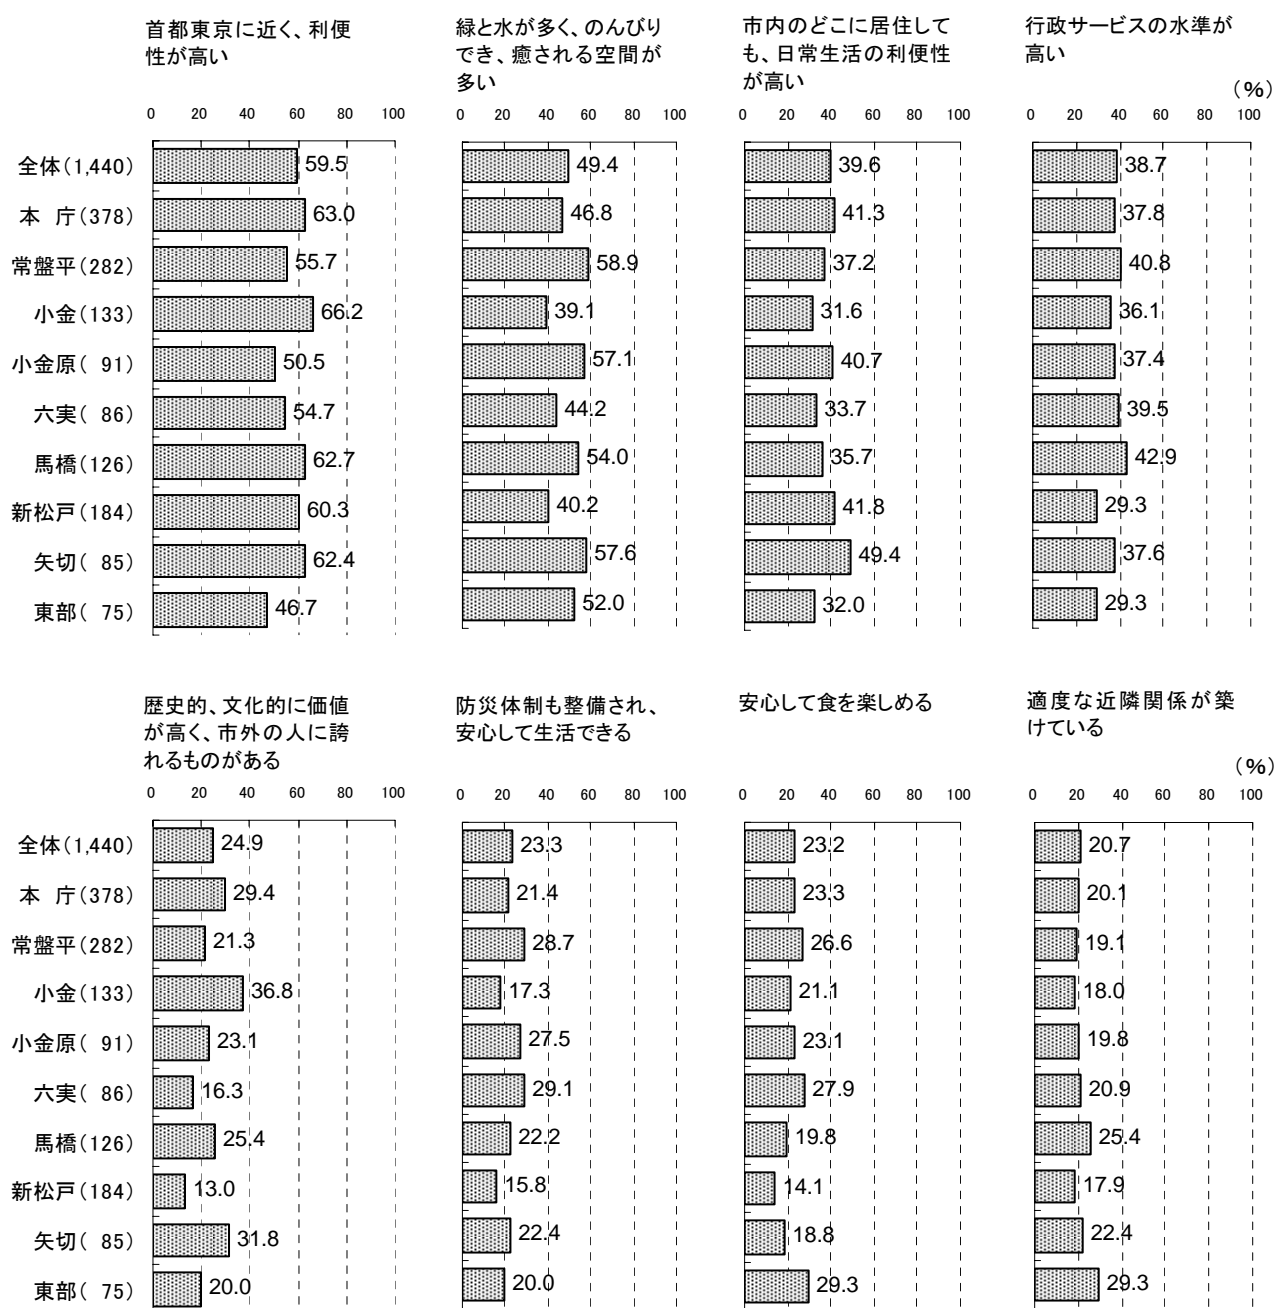 首都東京に近く、利便
性が高い
緑と水が多く、のんびり
でき、癒される空間が
多い
市内のどこに居住して
も、日常生活の利便性
が高い
行政サービスの水準が
高い
(%)
0 20 40 60 80 100 0 20 40 60 80 100 0 20 40 60 80 100 0 20 40 60 80 100
全体(1,440) 59.5 49.4 39.6 38.7
本 庁(378) 63.0 46.8 41.3 37.8
常盤平(282) 55.7 58.9 37.2 40.8
小金(133) 66.2 39.1 31.6 36.1
小金原( 91) 50.5 57.1 40.7 37.4
六実( 86) 54.7 44.2 33.7 39.5
馬橋(126) 62.7 54.0 35.7 42.9
新松戸(184) 60.3 40.2 41.8 29.3
矢切( 85) 62.4 57.6 49.4 37.6
東部( 75) 46.7 52.0 32.0 29.3
歴史的、文化的に価値
が高く、市外の人に誇
れるものがある
防災体制も整備され、
安心して生活できる
安心して食を楽しめる
適度な近隣関係が築
けている
(%)
0 20 40 60 80 100 0 20 40 60 80 100 0 20 40 60 80 100 0 20 40 60 80 100
全体(1,440) 24.9 23.3 23.2 20.7
本 庁(378) 29.4 21.4 23.3 20.1
常盤平(282) 21.3 28.7 26.6 19.1
小金(133) 36.8 17.3 21.1 18.0
小金原( 91) 23.1 27.5 23.1 19.8
六実( 86) 16.3 29.1 27.9 20.9
馬橋(126) 25.4 22.2 19.8 25.4
新松戸(184) 13.0 15.8 14.1 17.9
矢切( 85) 31.8 22.4 18.8 22.4
東部( 75) 20.0 20.0 29.3 29.3